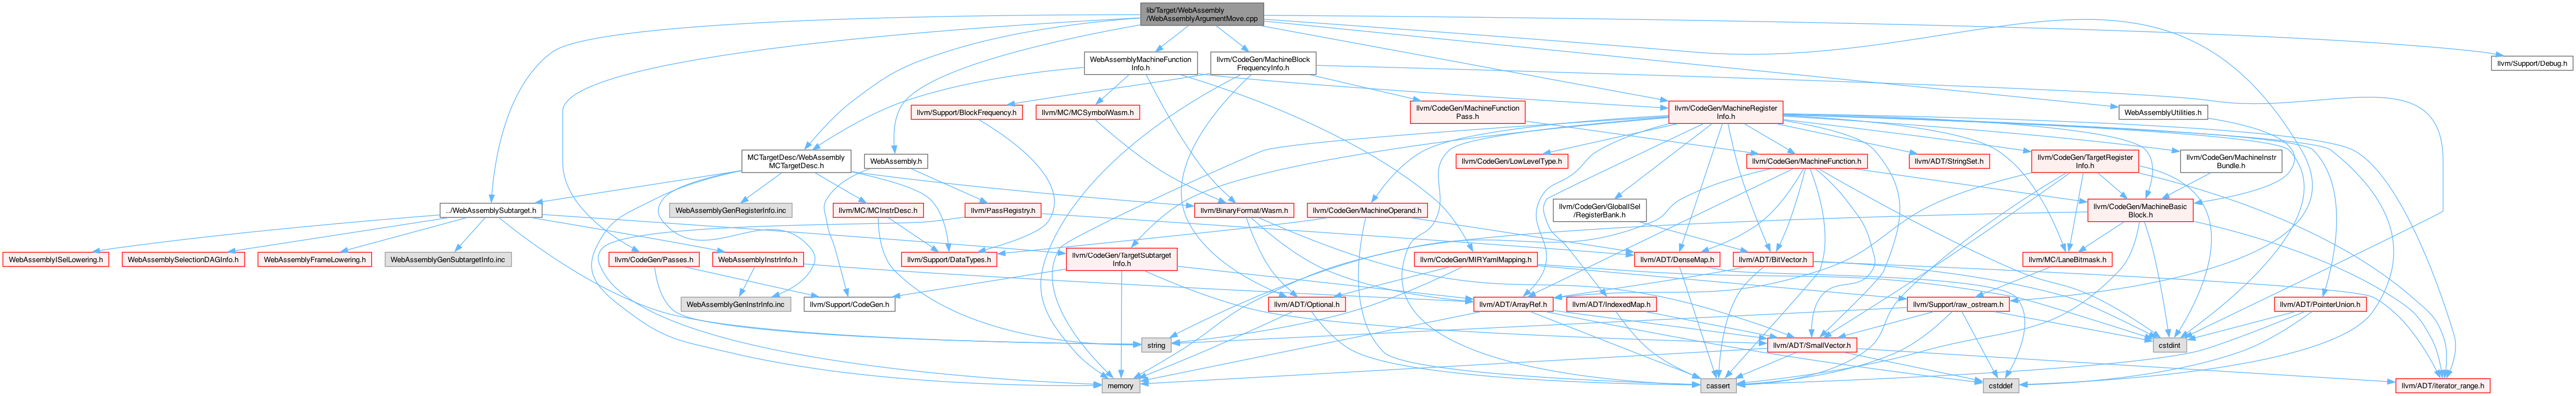 lib/Target/WebAssembly
/WebAssemblyArgumentMove.cpp
WebAssemblyMachineFunction
Info.h
llvm/CodeGen/MachineBlock
FrequencyInfo.h
llvm/Support/Debug.h
llvm/Support/BlockFrequency.h
llvm/MC/MCSymbolWasm.h
llvm/CodeGen/MachineFunction
Pass.h
llvm/CodeGen/MachineRegister
Info.h
WebAssemblyUtilities.h
MCTargetDesc/WebAssembly
MCTargetDesc.h
WebAssembly.h
llvm/CodeGen/LowLevelType.h
llvm/CodeGen/MachineFunction.h
llvm/ADT/StringSet.h
llvm/CodeGen/TargetRegister
Info.h
llvm/CodeGen/MachineInstr
Bundle.h
../WebAssemblySubtarget.h
WebAssemblyGenRegisterInfo.inc
llvm/MC/MCInstrDesc.h
llvm/PassRegistry.h
llvm/BinaryFormat/Wasm.h
llvm/CodeGen/MachineOperand.h
llvm/CodeGen/GlobalISel
/RegisterBank.h
llvm/CodeGen/MachineBasic
Block.h
WebAssemblyISelLowering.h
WebAssemblySelectionDAGInfo.h
WebAssemblyFrameLowering.h
WebAssemblyGenSubtargetInfo.inc
llvm/CodeGen/Passes.h
WebAssemblyInstrInfo.h
llvm/Support/DataTypes.h
llvm/CodeGen/TargetSubtarget
Info.h
llvm/CodeGen/MIRYamlMapping.h
llvm/ADT/DenseMap.h
llvm/ADT/BitVector.h
llvm/MC/LaneBitmask.h
WebAssemblyGenInstrInfo.inc
llvm/Support/CodeGen.h
llvm/ADT/Optional.h
llvm/ADT/ArrayRef.h
llvm/ADT/IndexedMap.h
llvm/Support/raw_ostream.h
llvm/ADT/PointerUnion.h
string
llvm/ADT/SmallVector.h
cstdint
memory
cassert
cstddef
llvm/ADT/iterator_range.h